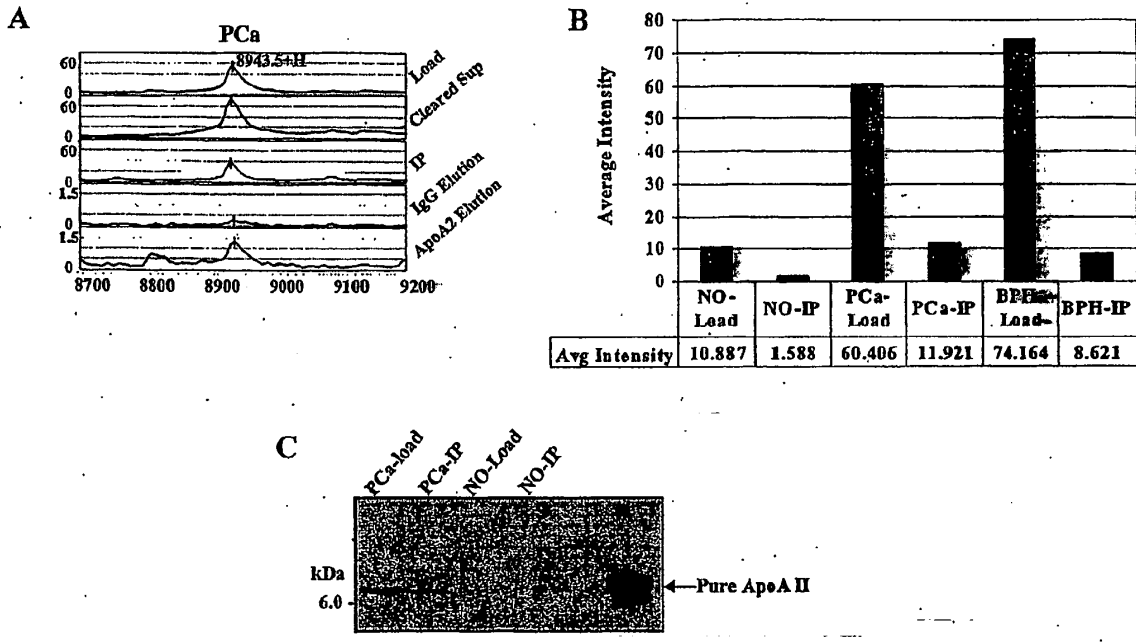 A
PCa
8943.5+H
60
0
Load
60
0
Cleared Sup
60
0
IP
1.5
0
IgG Elution
1.5
0
ApoA2 Elution
8700 8800 8900 9000 9100 9200
B
80
70
60
50
40
30
20
10
0
Average Intensity
NO-Load NO-IP PCa-Load PCa-IP BPH-Load BPH-IP
Avg Intensity 10.887 1.588 60.406 11.921 74.164 8.621
C
PCa-load PCa-IP NO-Load NO-IP
kDa
6.0
Pure ApoA II